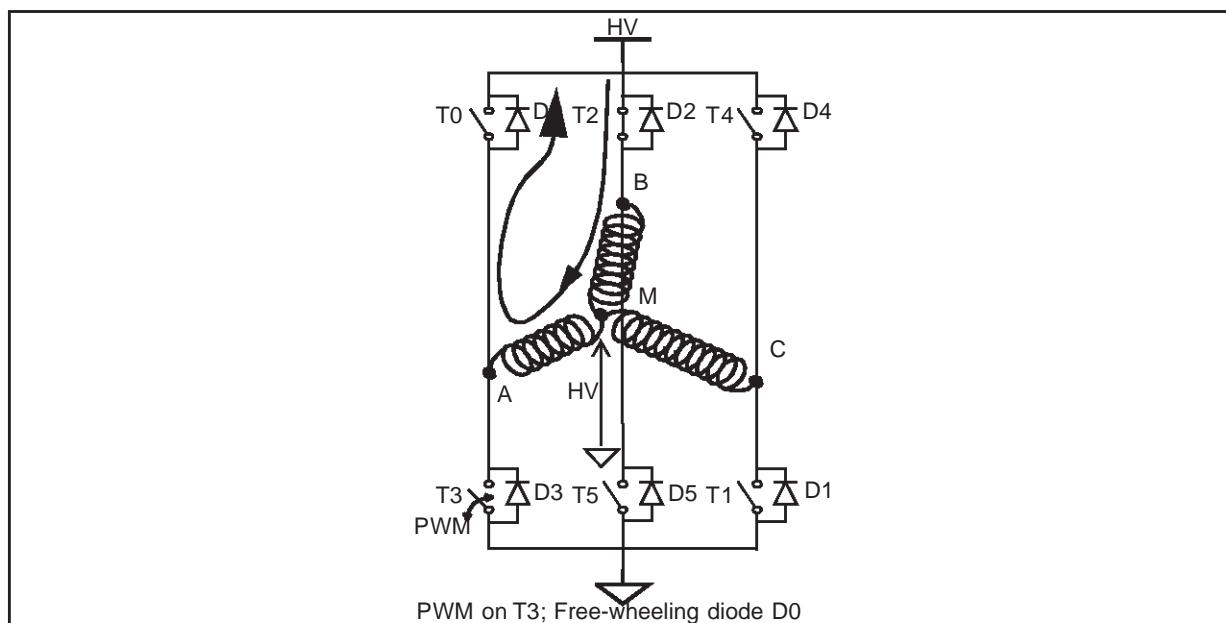 HV
T0
D
T2
D2
T4
D4
B
M
C
A
HV
T3
D3
T5
D5
T1
D1
PWM
PWM on T3; Free-wheeling diode D0